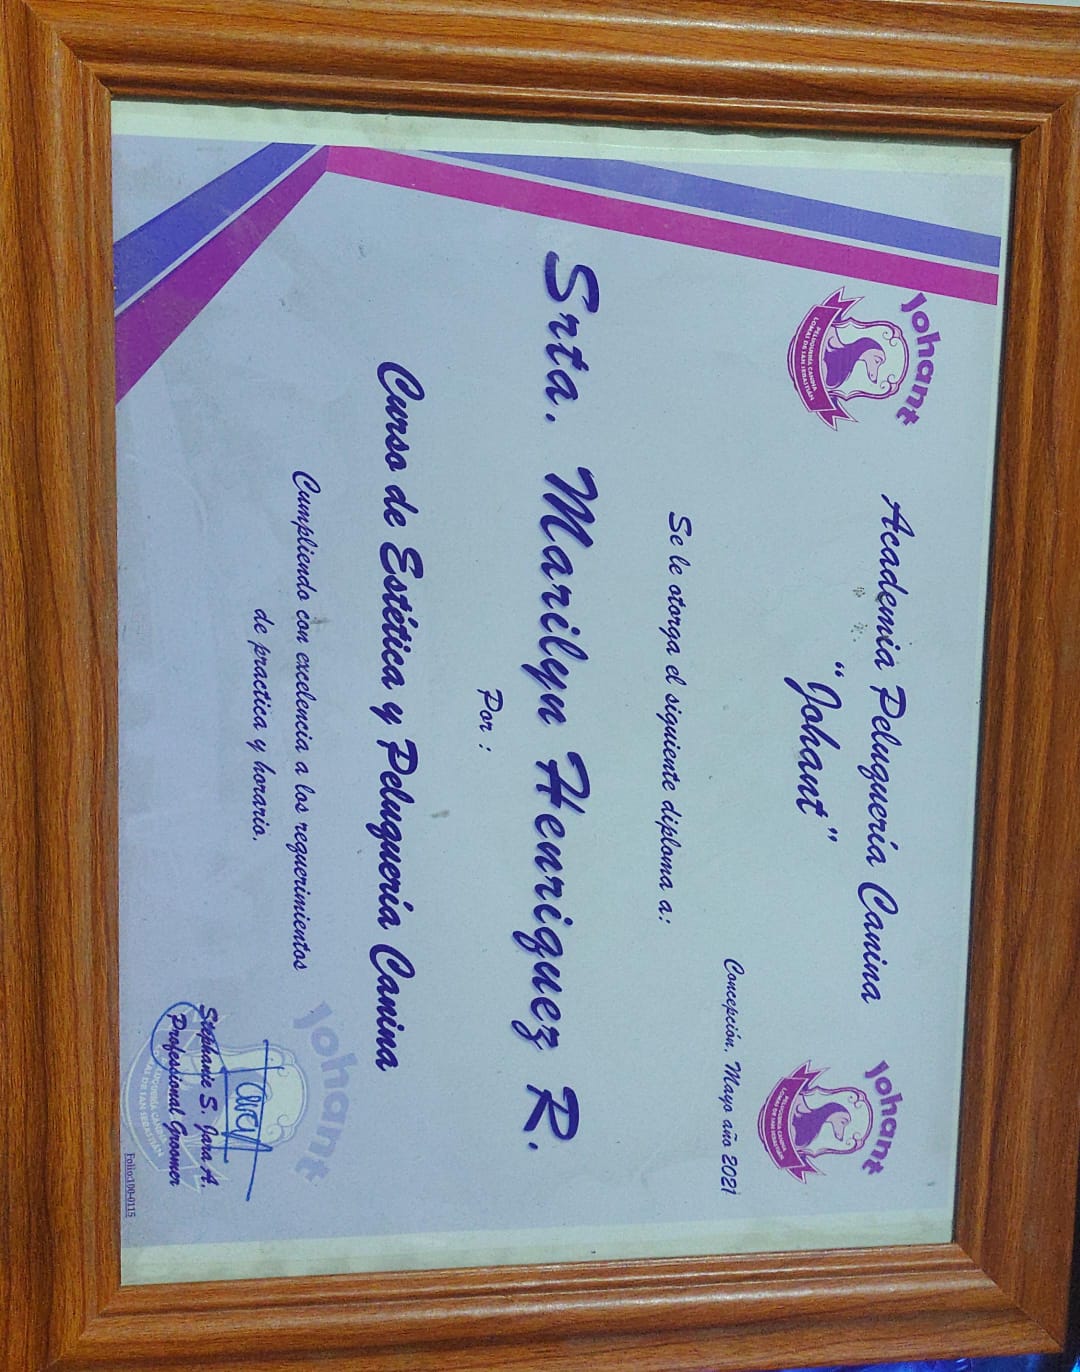 Johant
PELUQUERÍA CANINA
LOMAS DE SAN SEBASTIÁN
Academia Peluquería Canina
"Johant"
Johant
PELUQUERÍA CANINA
LOMAS DE SAN SEBASTIÁN
Concepción, Mayo año 2021
Se le otorga el siguiente diploma a:
Srta. Marilyn Henriquez R.
Por :
Curso de Estética y Peluquería Canina
Cumpliendo con excelencia a los requerimientos
de practica y horario.
Johant
Stephanie S. Jara A.
Professional Groomer
PELUQUERÍA CANINA
LOMAS DE SAN SEBASTIÁN
Folio:100-0115